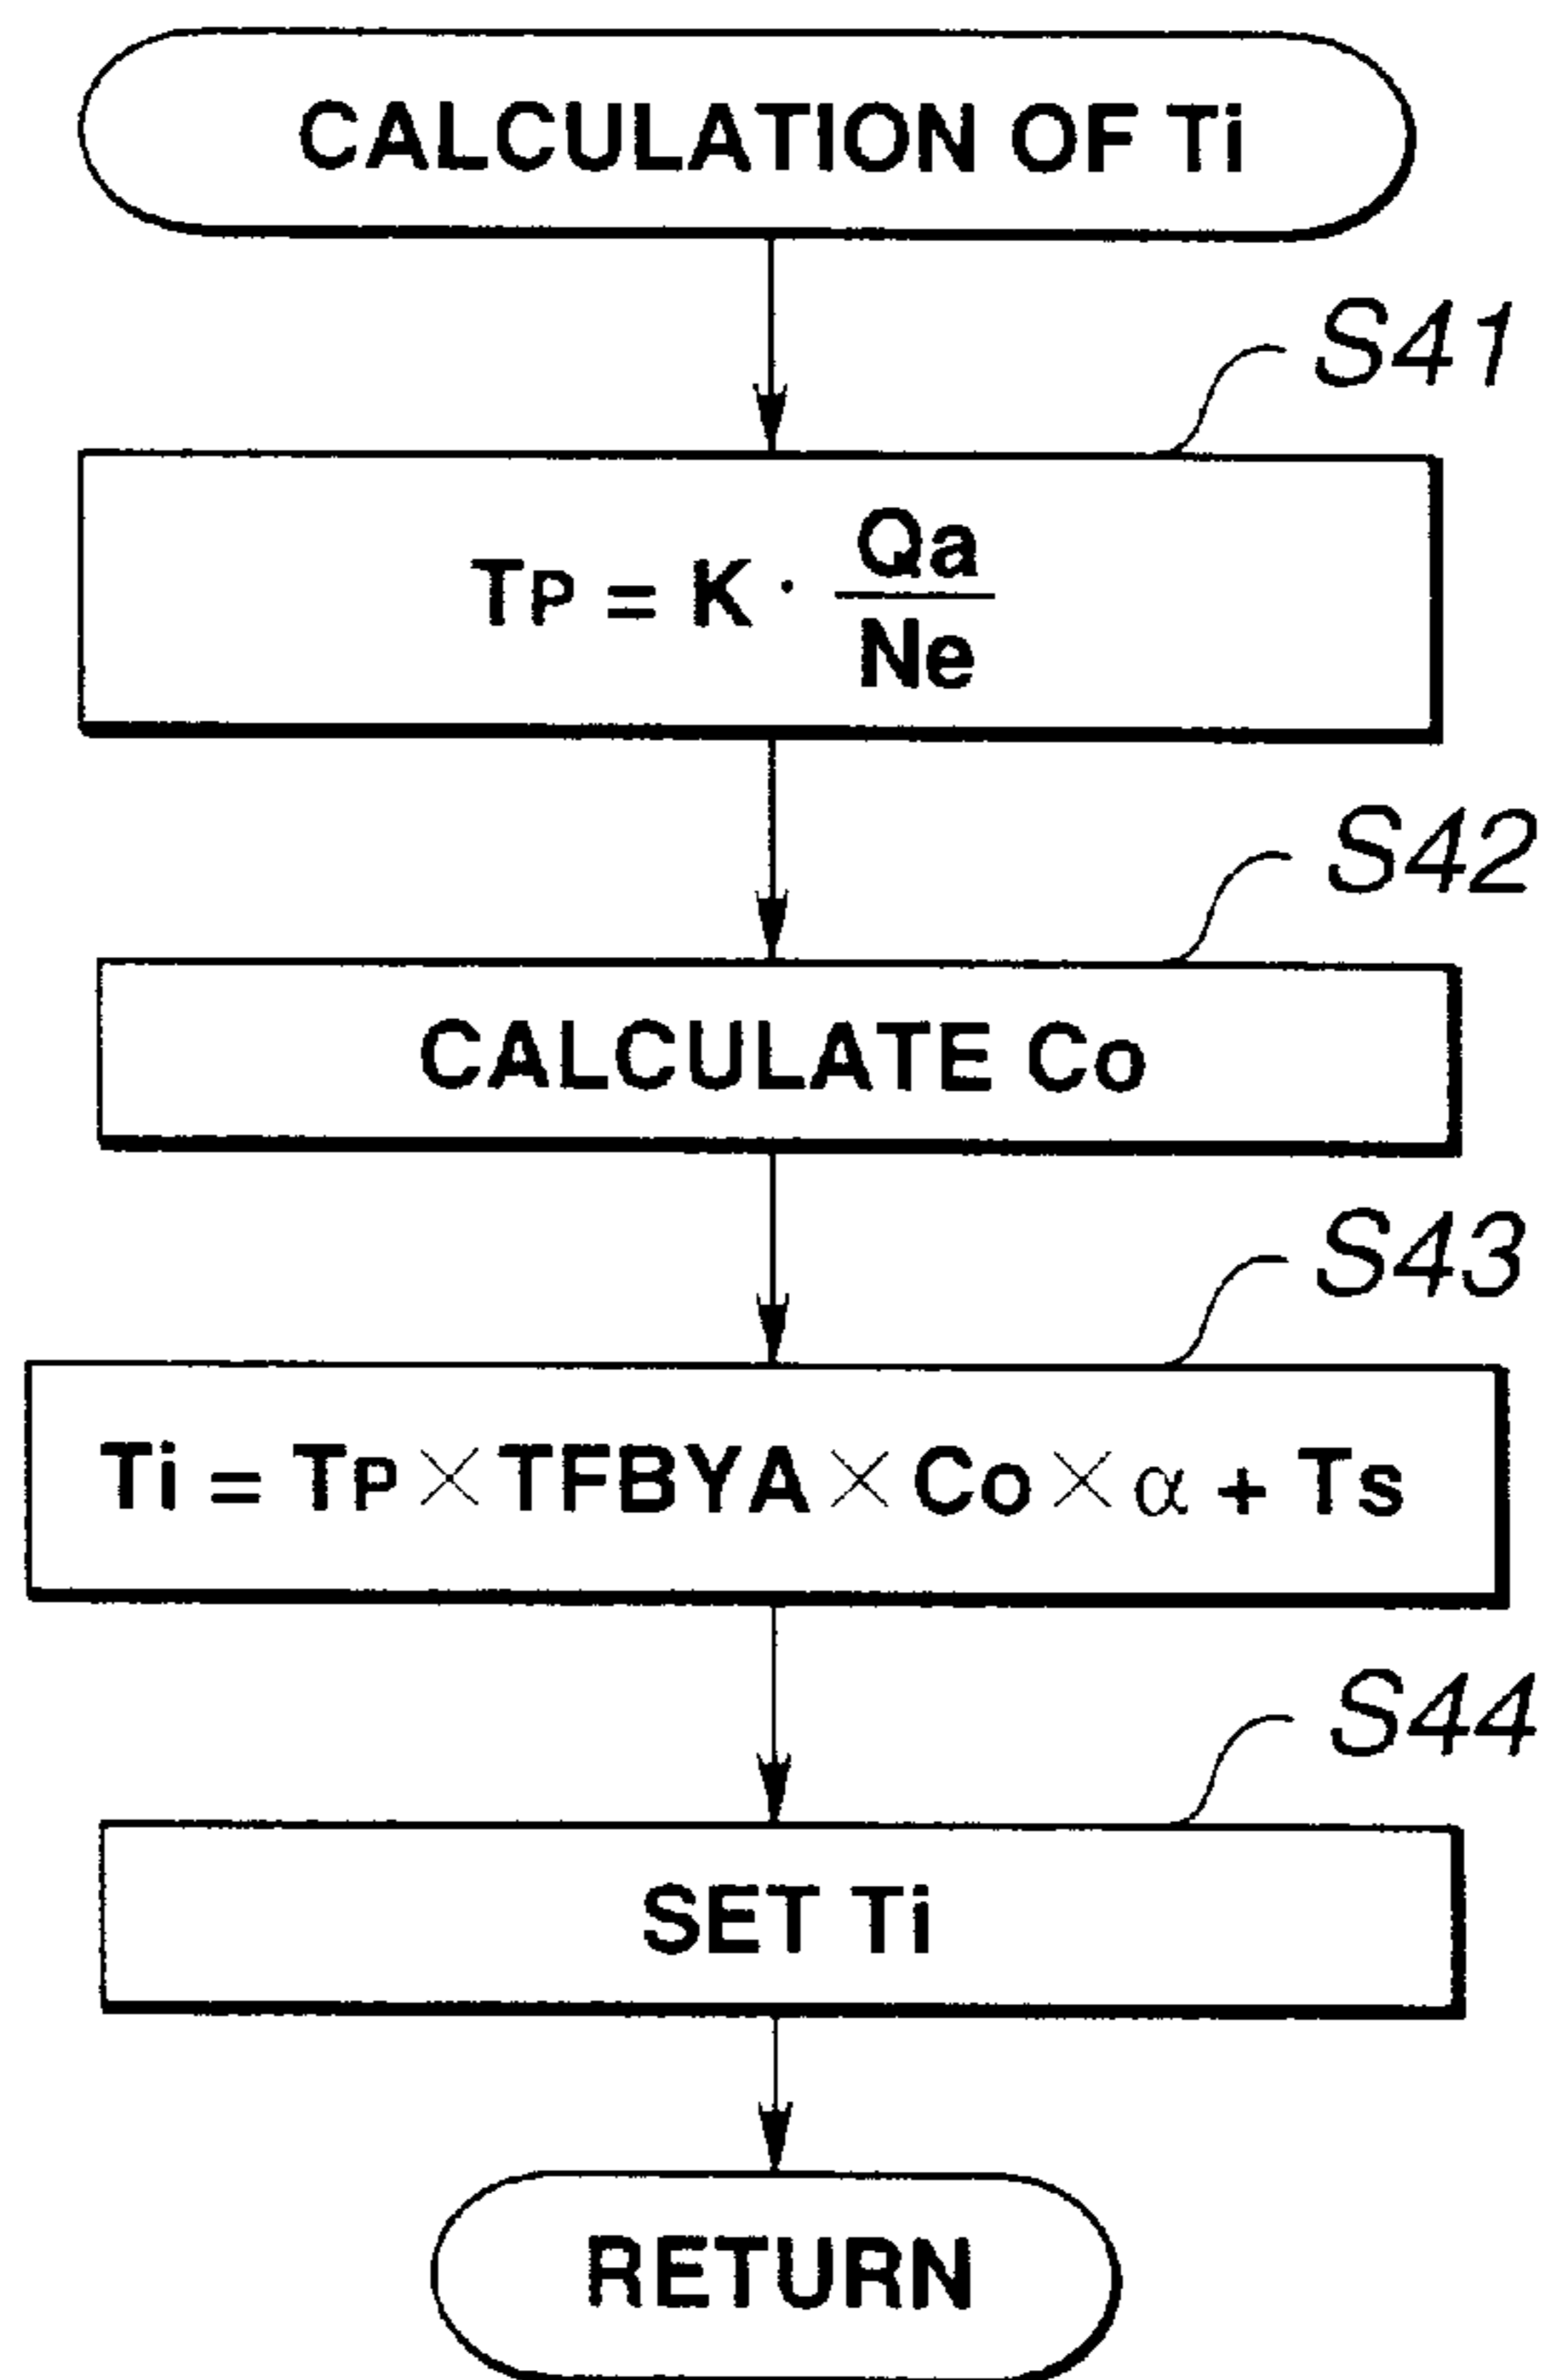 CALCULATION OF Ti
S41
TP = K · Qa
Ne
S42
CALCULATE Co
S43
Ti = TP × TFBYA × Co × α + Ts
S44
SET Ti
RETURN